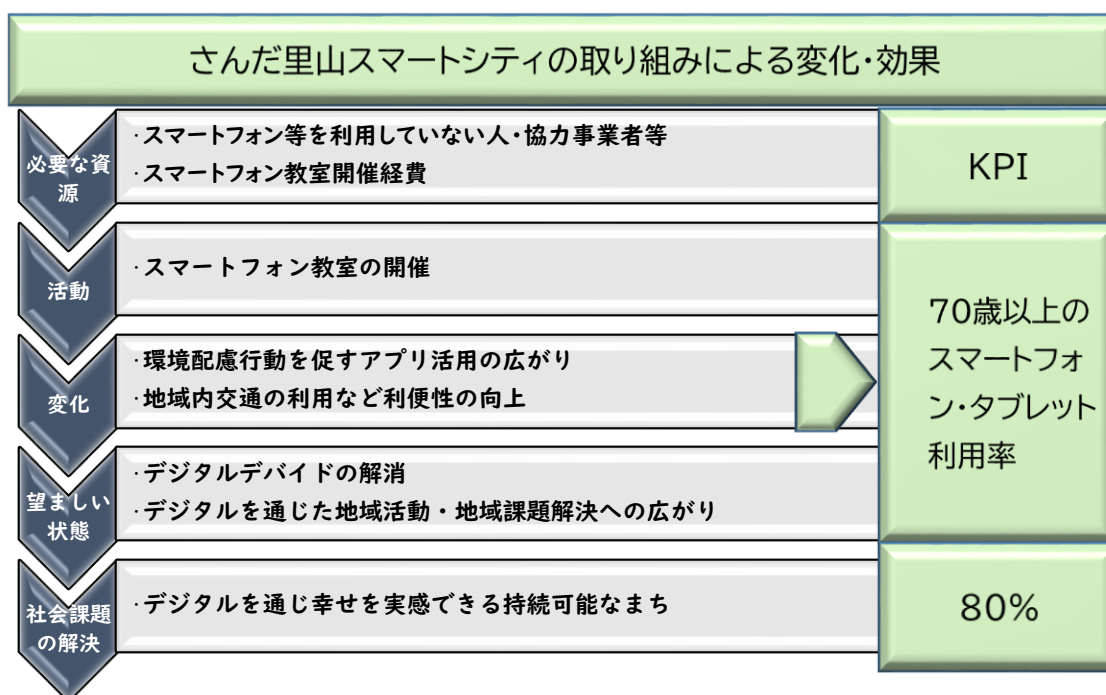 さんだ里山スマートシティの取り組みによる変化・効果
必要な資
源
・スマートフォン等を利用していない人・協力事業者等
・スマートフォン教室開催経費
KPI
活動
・スマートフォン教室の開催
変化
・環境配慮行動を促すアプリ活用の広がり
・地域内交通の利用など利便性の向上
70歳以上の
スマートフォ
ン・タブレット
利用率
望ましい
状態
・デジタルデバイドの解消
・デジタルを通じた地域活動・地域課題解決への広がり
社会課題
の解決
・デジタルを通じ幸せを実感できる持続可能なまち
80%